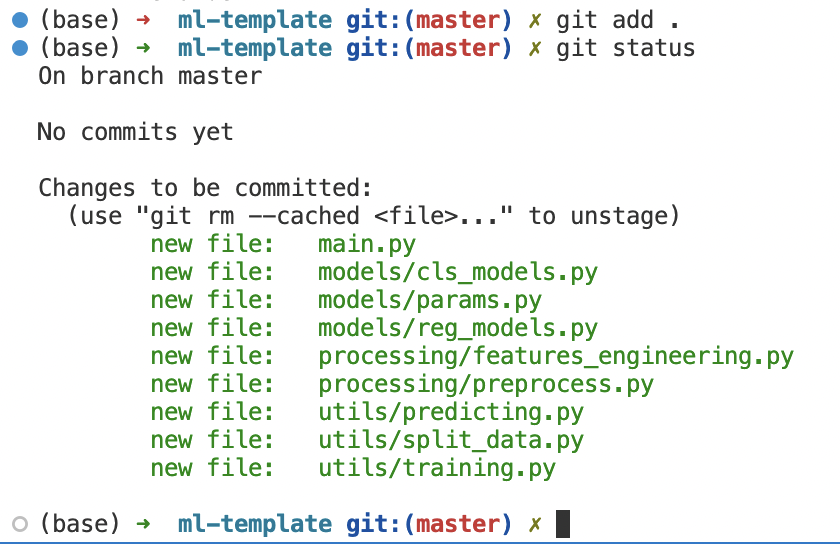 (base) ➜ ml-template git:(master) ✗ git add .
(base) ➜ ml-template git:(master) ✗ git status
On branch master
No commits yet
Changes to be committed:
(use "git rm --cached <file>..." to unstage)
new file: main.py
new file: models/cls_models.py
new file: models/params.py
new file: models/reg_models.py
new file: processing/features_engineering.py
new file: processing/preprocess.py
new file: utils/predicting.py
new file: utils/split_data.py
new file: utils/training.py
(base) ➜ ml-template git:(master) ✗